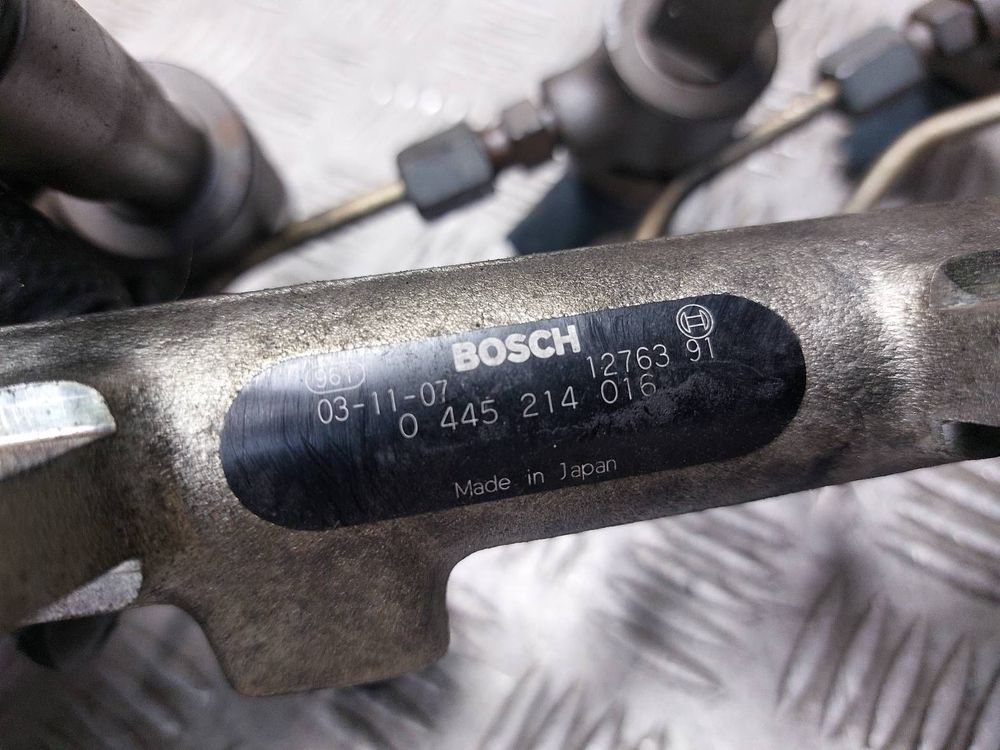 BOSCH
961
03-11-07
12763 91
0 445 214 016
Made in Japan